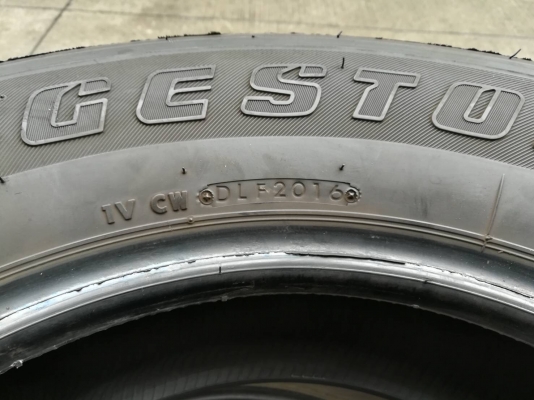 GESTO
1V CW DLF2016